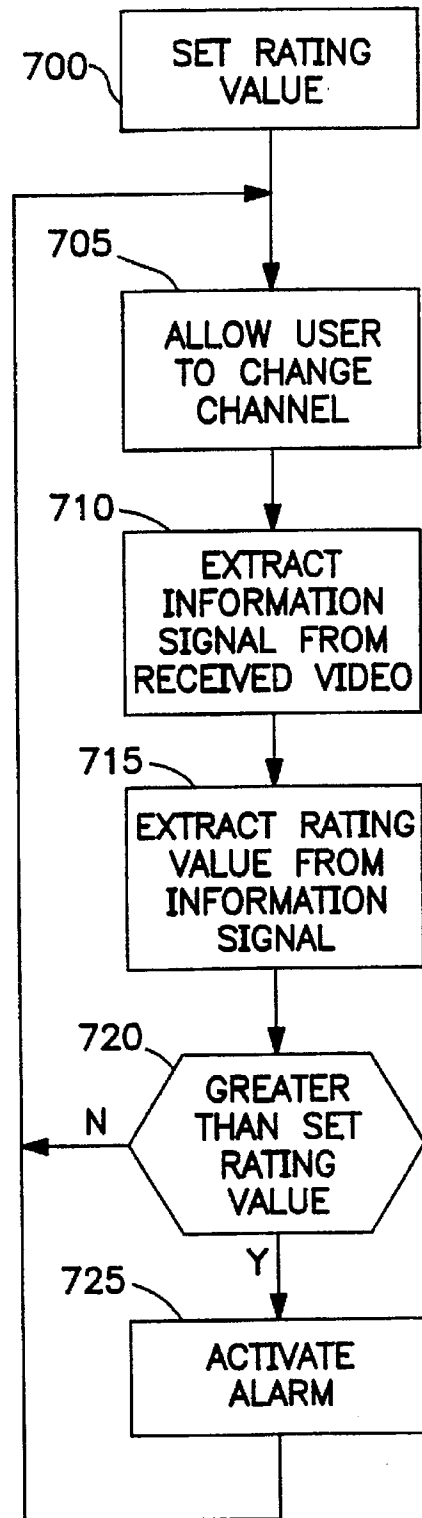 700
SET RATING
VALUE
705
ALLOW USER
TO CHANGE
CHANNEL
710
EXTRACT
INFORMATION
SIGNAL FROM
RECEIVED VIDEO
715
EXTRACT RATING
VALUE FROM
INFORMATION
SIGNAL
720
GREATER
THAN SET
RATING
VALUE
N
Y
725
ACTIVATE
ALARM